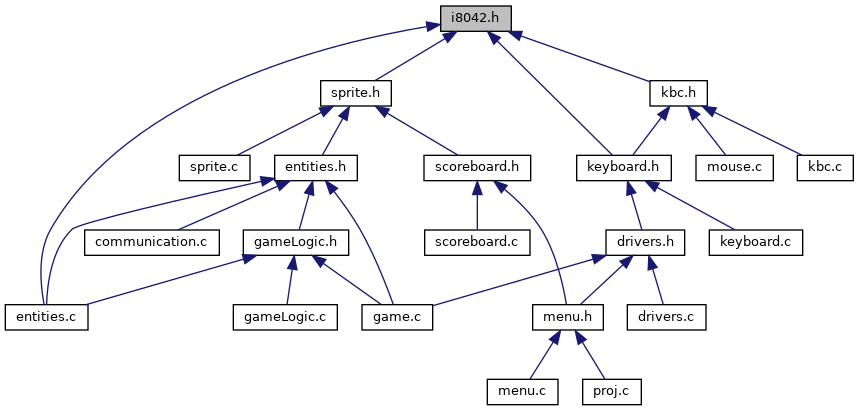 i8042.h
sprite.h
kbc.h
sprite.c
entities.h
scoreboard.h
keyboard.h
mouse.c
kbc.c
communication.c
gameLogic.h
scoreboard.c
drivers.h
keyboard.c
entities.c
gameLogic.c
game.c
menu.h
drivers.c
menu.c
proj.c